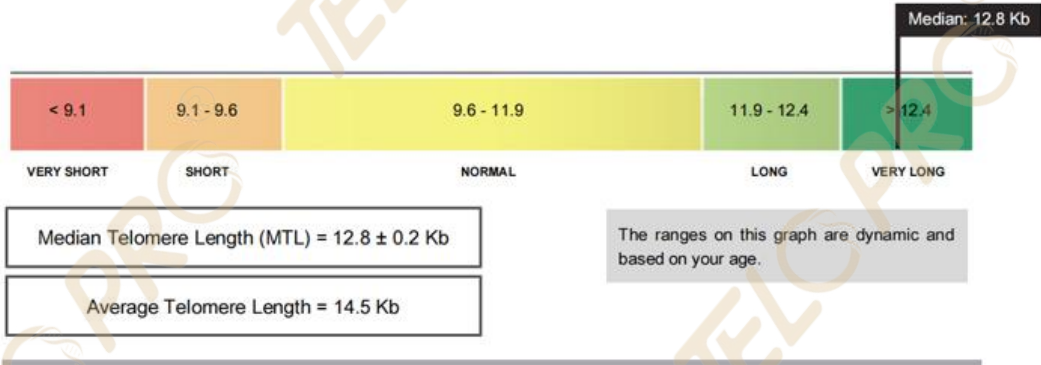 Median: 12.8 Kb
< 9.1
9.1 - 9.6
9.6 - 11.9
11.9 - 12.4
> 12.4
VERY SHORT
SHORT
NORMAL
LONG
VERY LONG
Median Telomere Length (MTL) = 12.8 ± 0.2 Kb
The ranges on this graph are dynamic and
based on your age.
Average Telomere Length = 14.5 Kb
TELO PRO